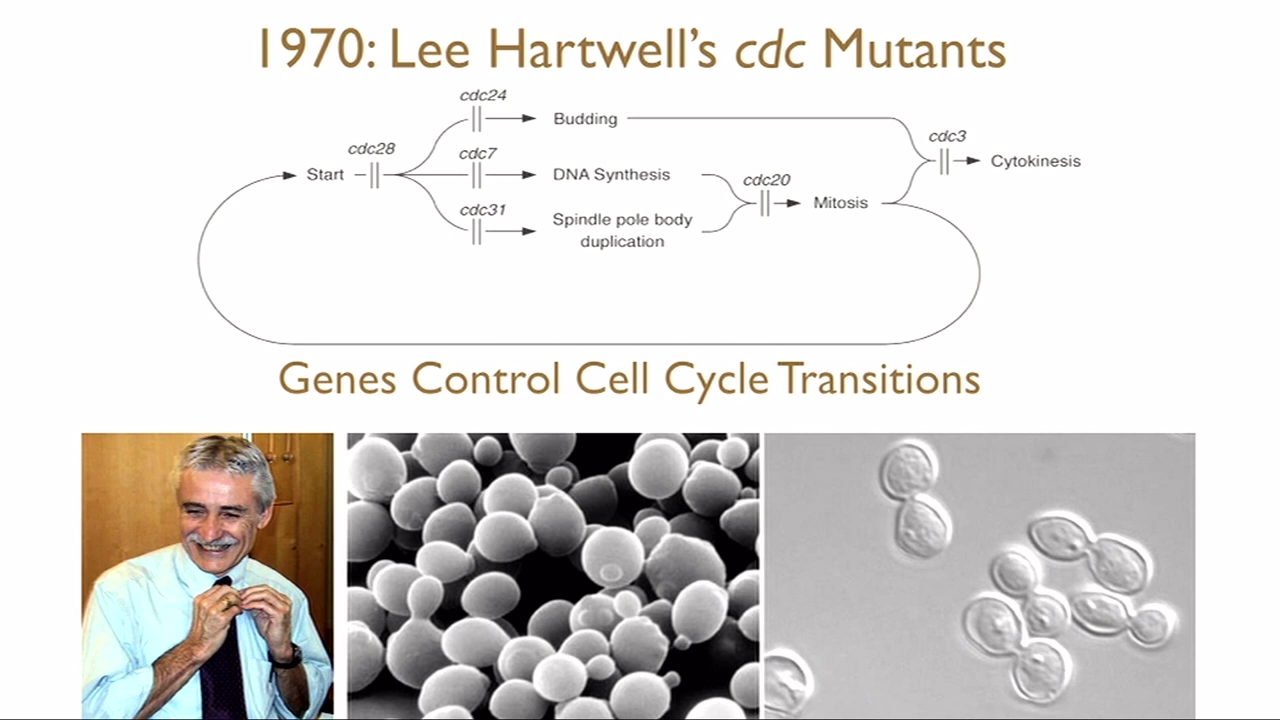 1970: Lee Hartwell's cdc Mutants
cdc24
Budding
cdc28
cdc3
Start
cdc7
DNA Synthesis
cdc20
Cytokinesis
Mitosis
cdc31
Spindle pole body
duplication
Genes Control Cell Cycle Transitions